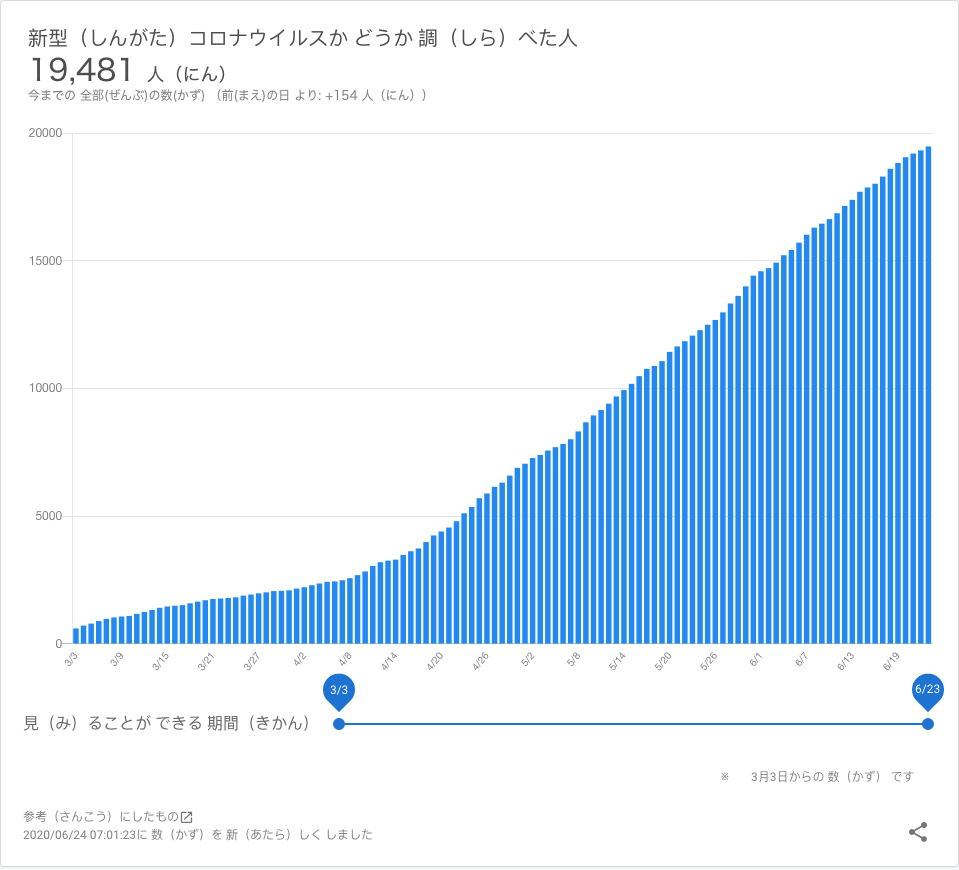 新型（しんがた）コロナウイルスか どうか 調（しら）べた人
19,481 人（にん）
今までの 全部(ぜんぶ)の数(かず) （前(まえ)の日 より: +154 人（にん））
20000
15000
10000
5000
0
3/3 3/9 3/15 3/21 3/27 4/2 4/8 4/14 4/20 4/26 5/2 5/8 5/14 5/20 5/26 6/1 6/7 6/13 6/19
3/3 6/23
見（み）ることが できる 期間（きかん）
※ 3月3日からの 数（かず） です
参考（さんこう）にしたもの
2020/06/24 07:01:23に 数（かず）を 新（あたら）しく しました